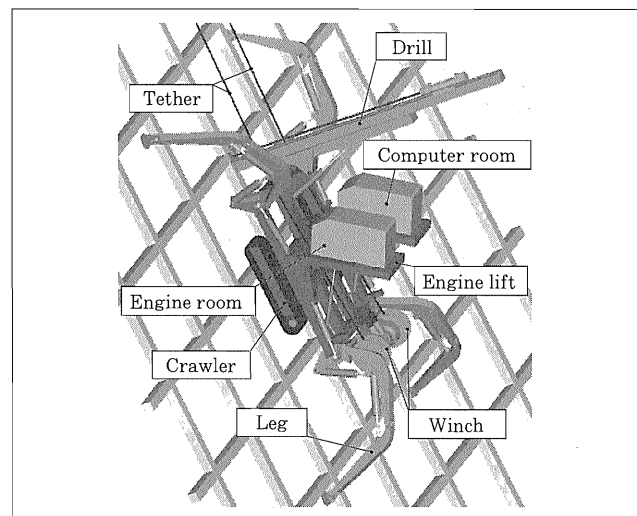 Drill
Tether
Computer room
Engine lift
Engine room
Crawler
Leg
Winch